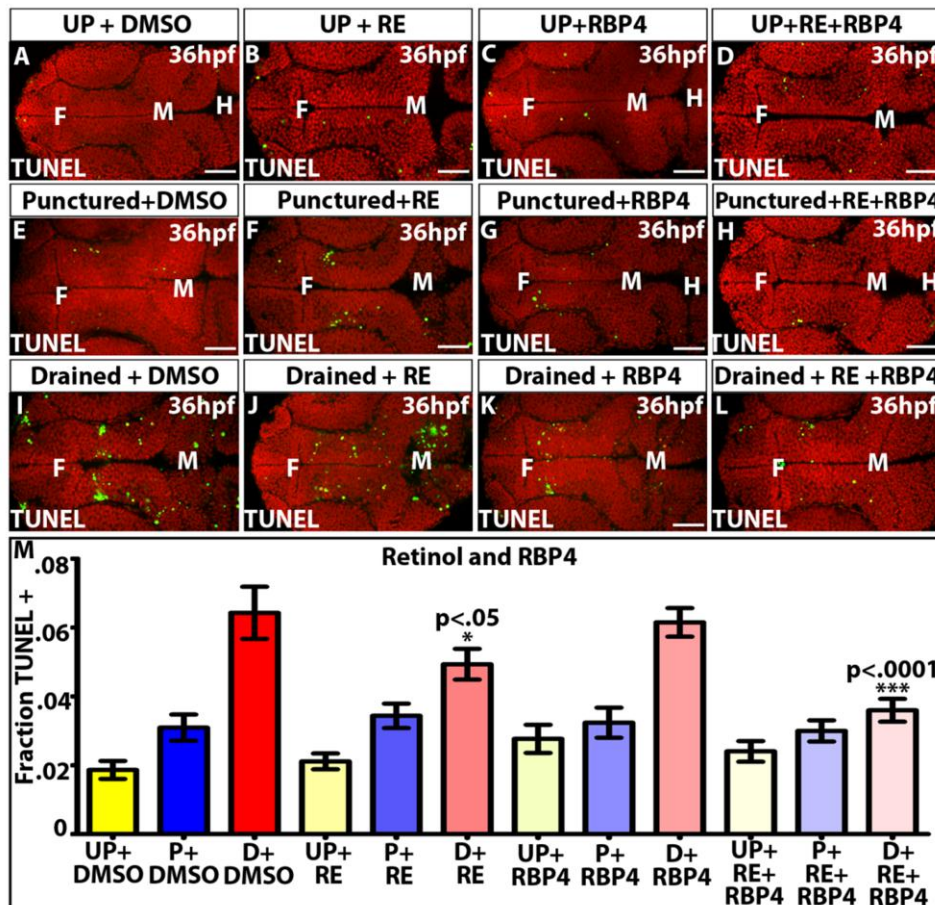 UP + DMSO UP + RE UP+RBP4 UP+RE+RBP4
A 36hpf B 36hpf C 36hpf D 36hpf
F M H F M F M H F M
TUNEL TUNEL TUNEL TUNEL
Punctured+DMSO Punctured+RE Punctured+RBP4 Punctured+RE+RBP4
E 36hpf F 36hpf G 36hpf H 36hpf
F M F M F M H F M H
TUNEL TUNEL TUNEL TUNEL
Drained + DMSO Drained + RE Drained + RBP4 Drained + RE +RBP4
I 36hpf J 36hpf K 36hpf L 36hpf
F M F M F M F M
TUNEL TUNEL TUNEL TUNEL
M Retinol and RBP4
Fraction TUNEL +
.08
.06
.04
.02
0
p<.05
*
p<.0001
***
UP+ P+ D+ UP+ P+ D+ UP+ P+ D+ UP+ P+ D+
DMSO DMSO DMSO RE RE RE RBP4 RBP4 RBP4 RE+ RE+ RE+
RBP4 RBP4 RBP4